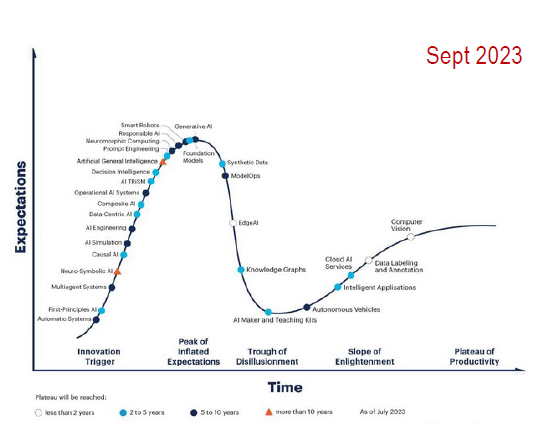 Sept 2023
Expectations
Smart Robots
Generative AI
Responsible AI
Neuromorphic Computing
Prompt Engineering
Foundation
Models
Artificial General Intelligence
Synthetic Data
Decision Intelligence
ModelOps
AI TRiSM
Operational AI Systems
Composite AI
Data-Centric AI
EdgeAI
Computer
Vision
AI Engineering
AI Simulation
Causal AI
Cloud AI
Services
Data Labeling
and Annotation
Neuro-Symbolic AI
Knowledge Graphs
Multiagent Systems
Intelligent Applications
First-Principles AI
Autonomous Vehicles
Automatic Systems
AI Maker and Teaching Kits
Innovation
Trigger
Peak of
Inflated
Expectations
Trough of
Disillusionment
Slope of
Enlightenment
Plateau of
Productivity
Time
Plateau will be reached:
less than 2 years
2 to 5 years
5 to 10 years
more than 10 years
As of July 2023